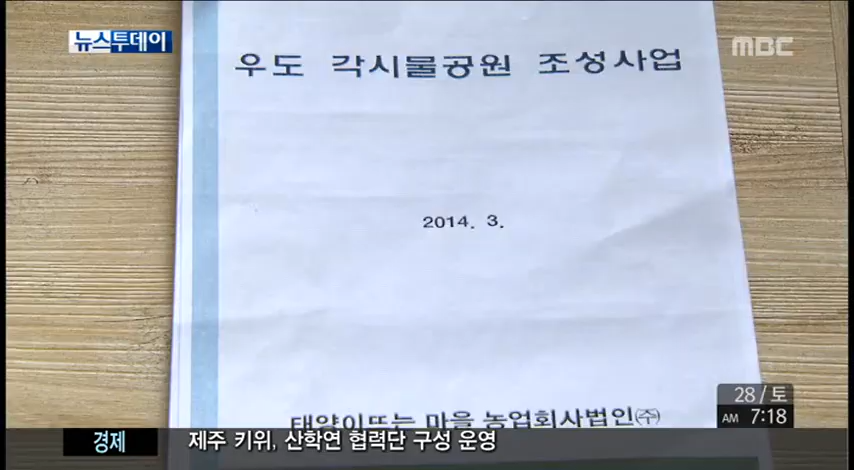 뉴스투데이
MBC
우도 각시물공원 조성사업
2014. 3.
태양이뜨는 마을 농업회사법인㈜
28 / 토
AM 7:18
경제 제주 키위, 산학연 협력단 구성 운영